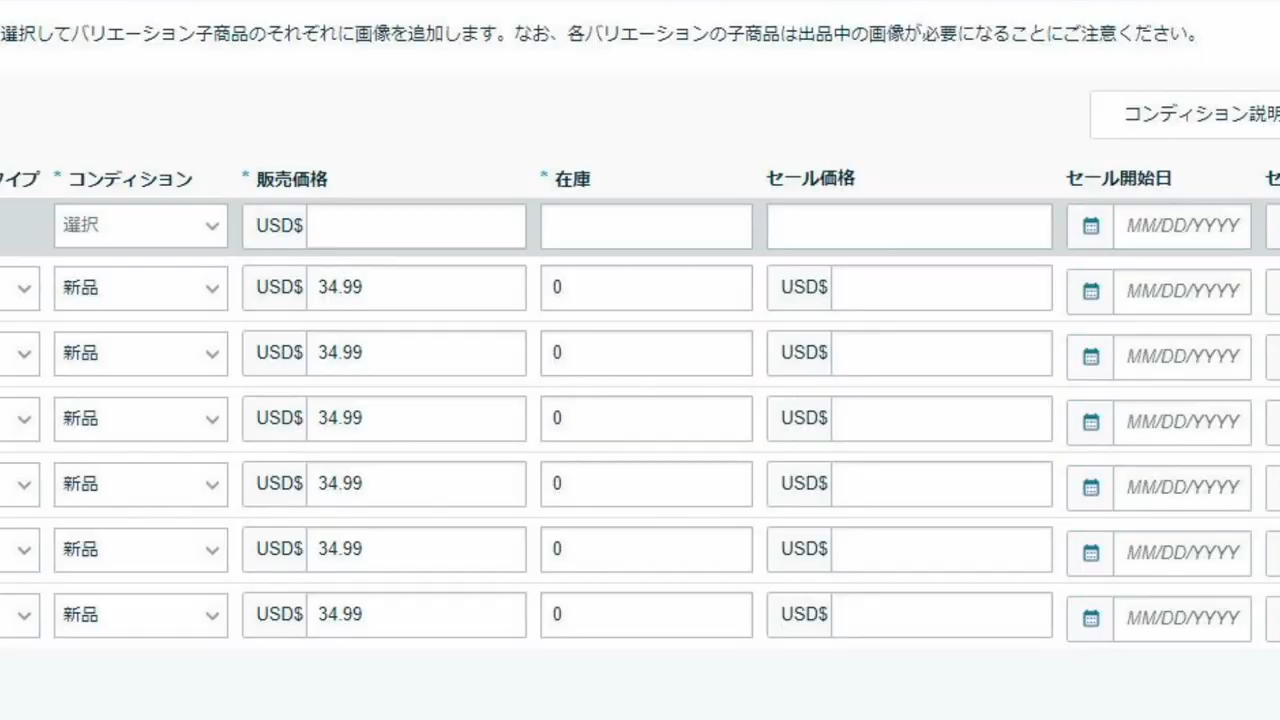 選択してバリエーション子商品のそれぞれに画像を追加します。なお、各バリエーションの子商品は出品中の画像が必要になることにご注意ください。
コンディション説明
タイプ * コンディション * 販売価格 * 在庫 セール価格 セール開始日 セ
選択 USD$ MM/DD/YYYY
新品 USD$ 34.99 0 USD$ MM/DD/YYYY
新品 USD$ 34.99 0 USD$ MM/DD/YYYY
新品 USD$ 34.99 0 USD$ MM/DD/YYYY
新品 USD$ 34.99 0 USD$ MM/DD/YYYY
新品 USD$ 34.99 0 USD$ MM/DD/YYYY
新品 USD$ 34.99 0 USD$ MM/DD/YYYY